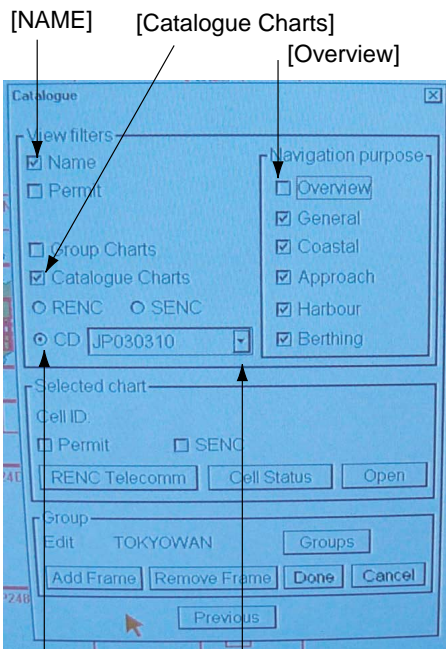 [NAME]
[Catalogue Charts]
[Overview]
Catalogue
View filters
Name
Permit
Group Charts
Catalogue Charts
RENC SENC
CD JP030310
Navigation purpose
Overview
General
Coastal
Approach
Harbour
Berthing
Selected chart
Cell ID.
Permit SENC
RENC Telecomm Cell Status Open
Group
Edit TOKYOWAN Groups
Add Frame Remove Frame Done Cancel
Previous